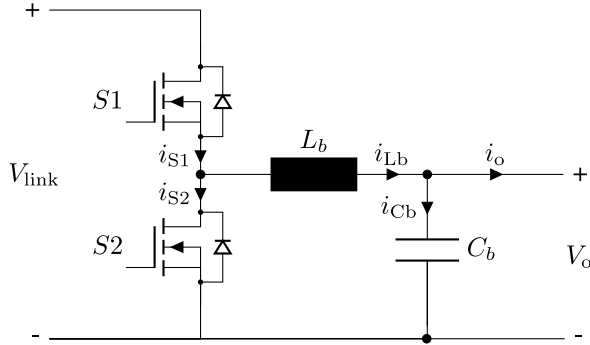 +
S1
L_b
i_S1
i_Lb
i_o
V_link
+
i_S2
i_Cb
S2
C_b
V_o
-
-